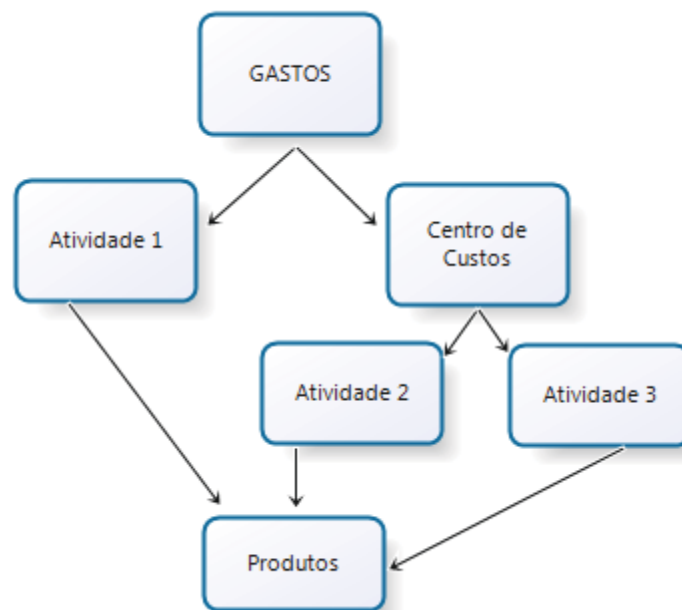 GASTOS
Atividade 1
Centro de
Custos
Atividade 2
Atividade 3
Produtos